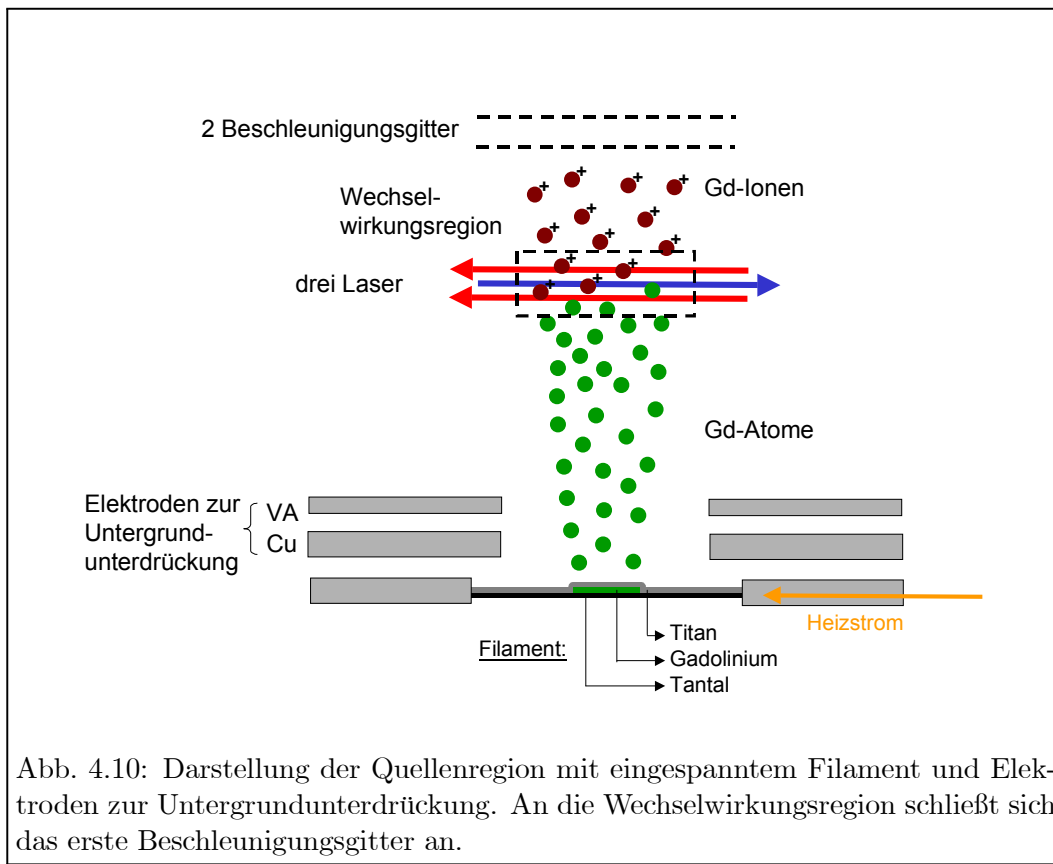 2 Beschleunigungsgitter
Gd-Ionen
Wechsel-
wirkungsregion
drei Laser
+
+
+
+
+
+
+
+
+
+
+
+
+
Gd-Atome
Elektroden zur
Untergrund-
unterdrückung
VA
Cu
Heizstrom
Filament:
Titan
Gadolinium
Tantal
Abb. 4.10: Darstellung der Quellenregion mit eingespanntem Filament und Elek-
troden zur Untergrundunterdrückung. An die Wechselwirkungsregion schließt sich
das erste Beschleunigungsgitter an.